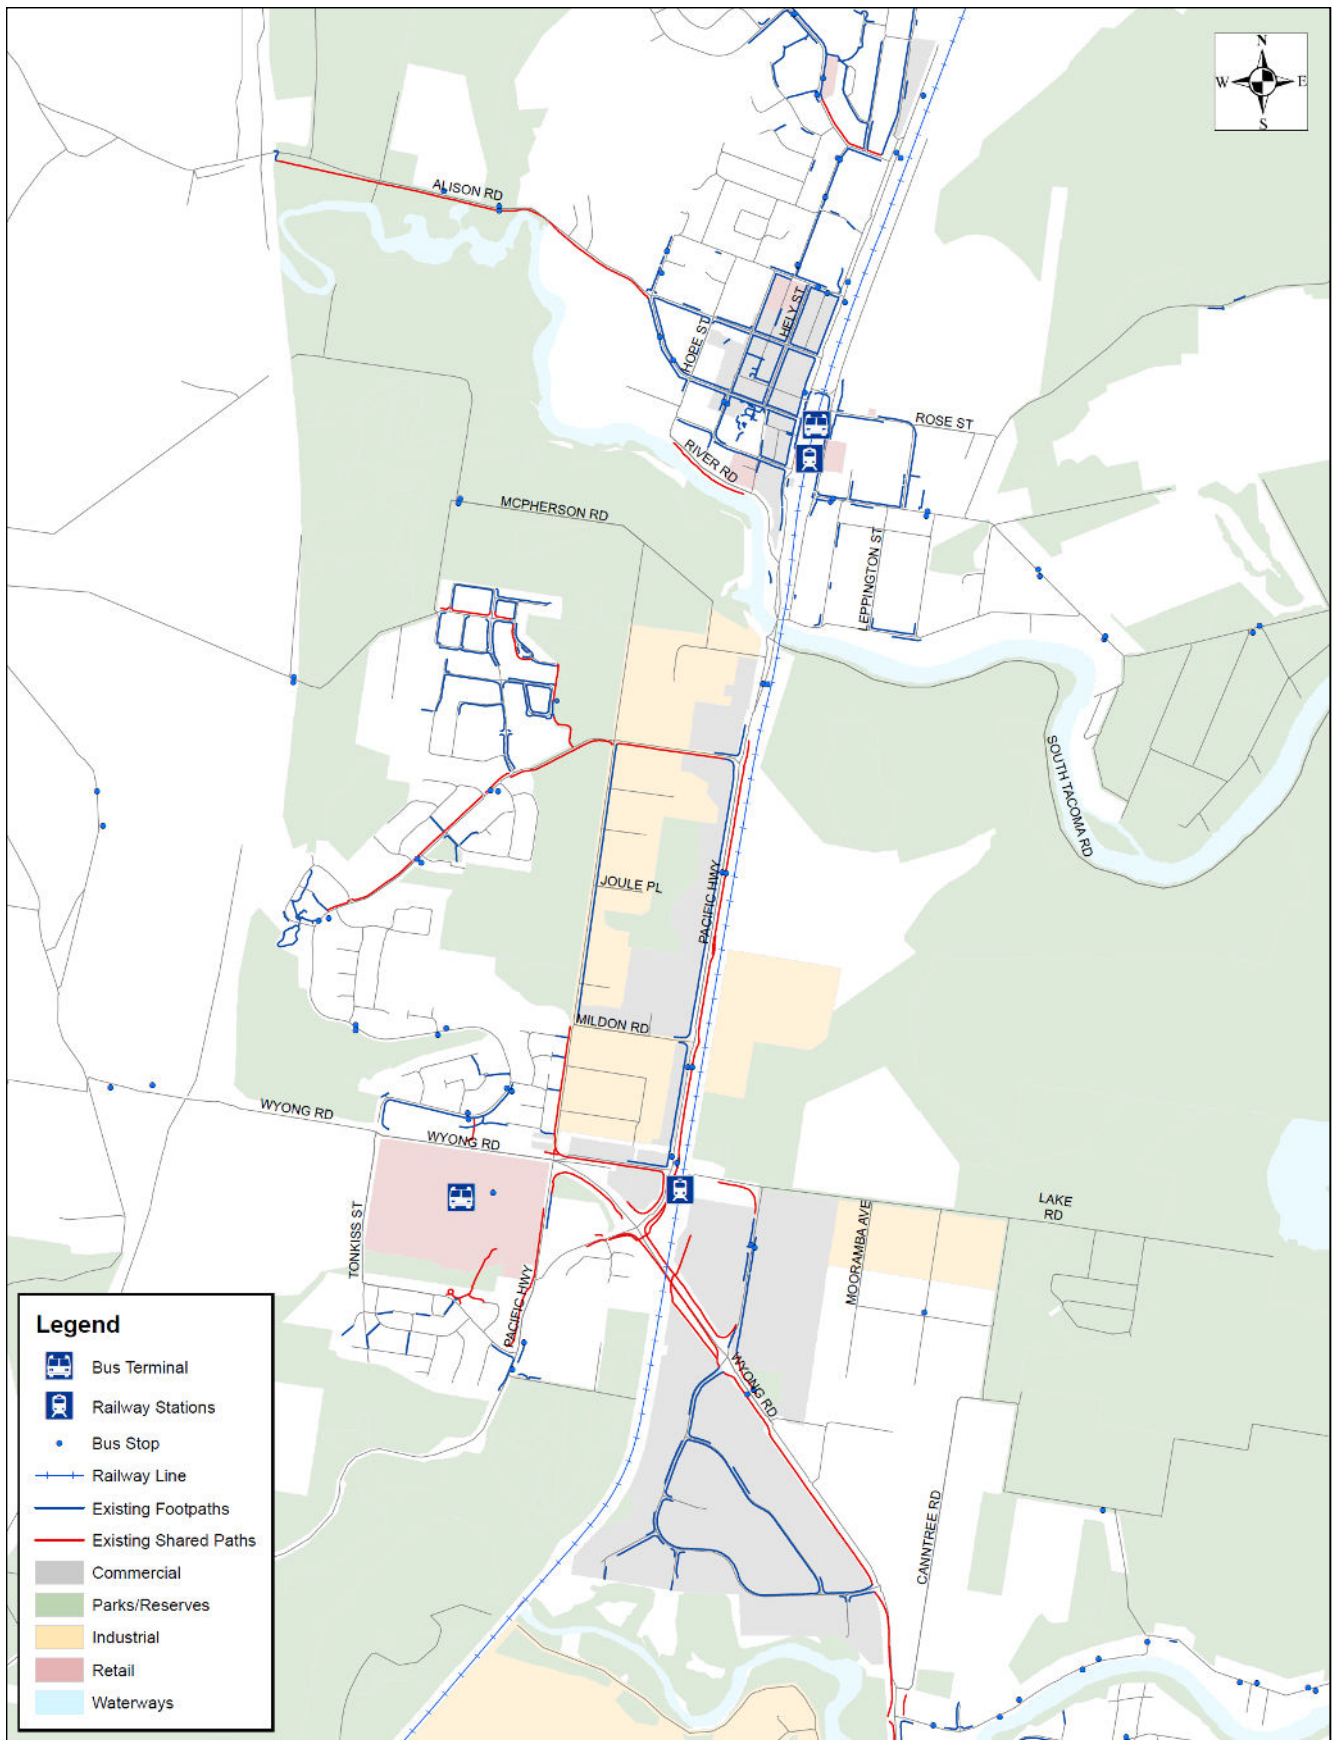 N
W E
S
ALISON RD
HELY ST
HOPE ST
ROSE ST
RIVER RD
MCPHERSON RD
LEPPINGTON ST
SOUTH TACOMA RD
JOULE PL
PACIFIC HWY
MILDON RD
WYONG RD
WYONG RD
LAKE
RD
MOORAMBA AVE
TONKISS ST
PACIFIC HWY
WYONG RD
CANNTREE RD
Legend
Bus Terminal
Railway Stations
Bus Stop
Railway Line
Existing Footpaths
Existing Shared Paths
Commercial
Parks/Reserves
Industrial
Retail
Waterways